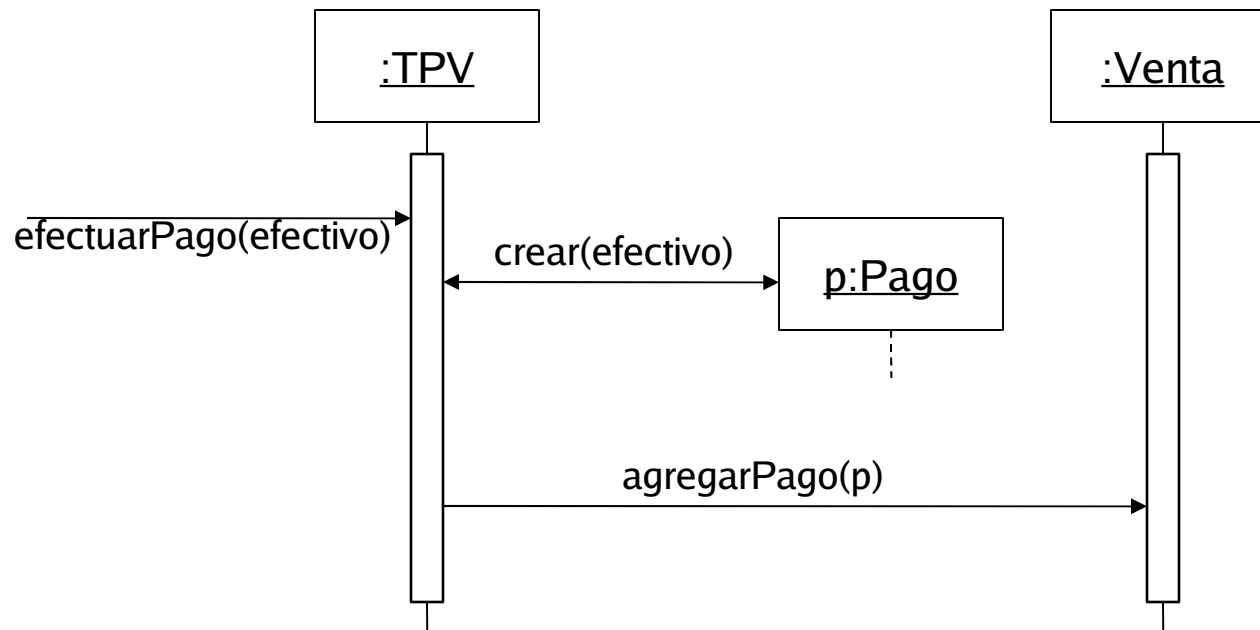 :TPV
:Venta
efectuarPago(efectivo)
crear(efectivo)
p:Pago
agregarPago(p)